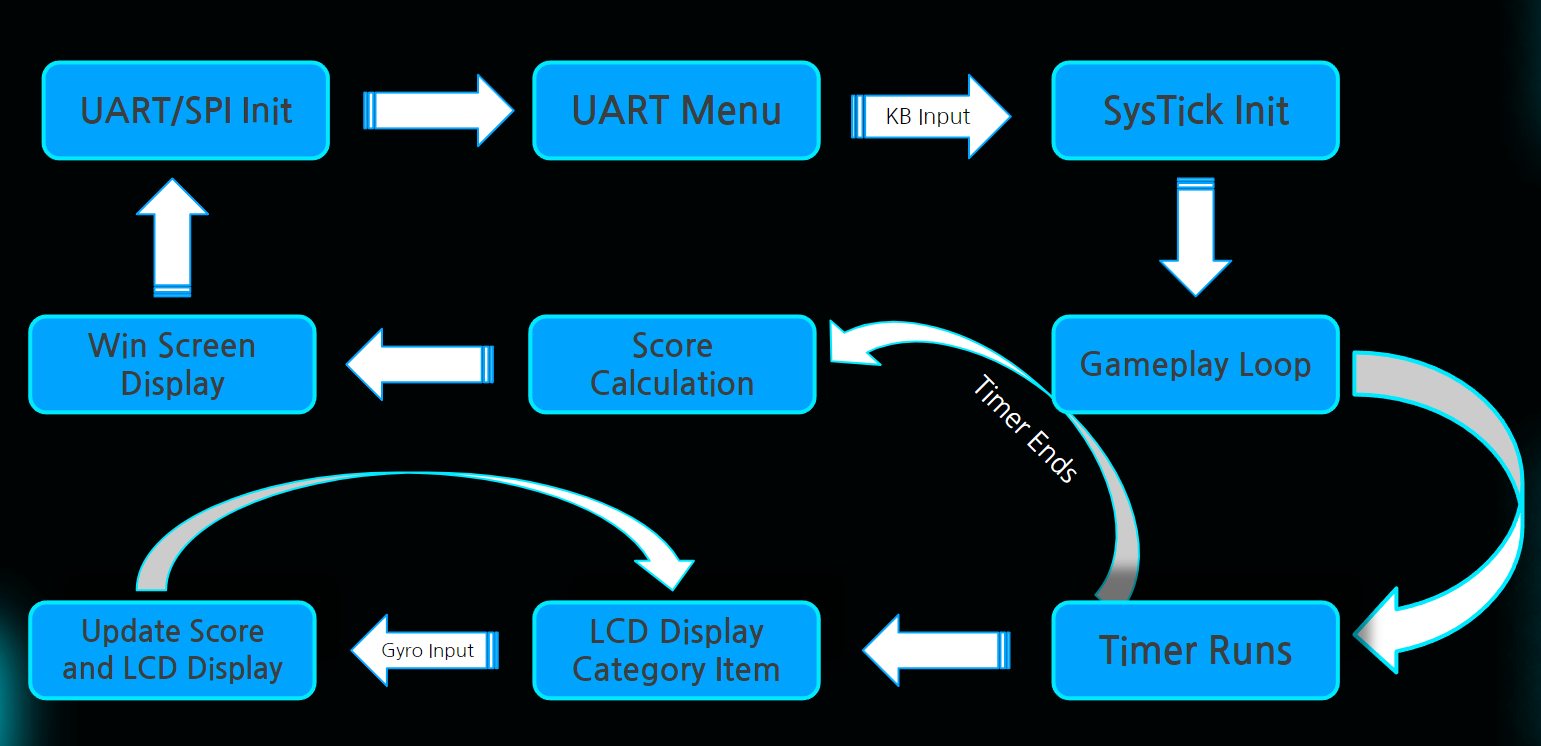 UART/SPI Init
UART Menu
KB Input
SysTick Init
Win Screen
Display
Score
Calculation
Timer Ends
Gameplay Loop
Update Score
and LCD Display
Gyro Input
LCD Display
Category Item
Timer Runs